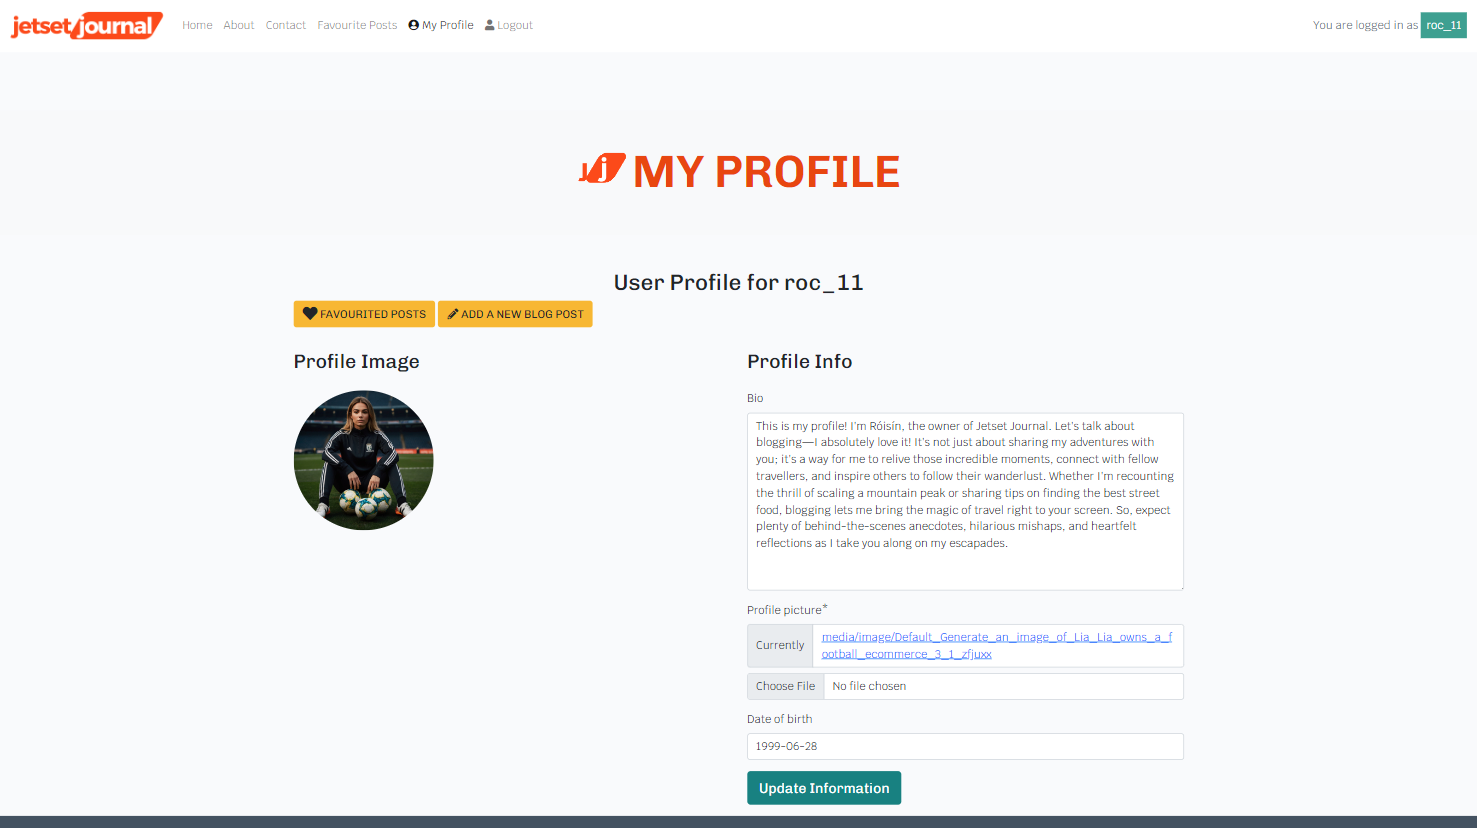 jetset journal
Home About Contact Favourite Posts My Profile Logout
You are logged in as roc_11
Jj MY PROFILE
User Profile for roc_11
FAVOURITED POSTS ADD A NEW BLOG POST
Profile Image
Profile Info
Bio
This is my profile! I'm Róisín, the owner of Jetset Journal. Let's talk about
blogging—I absolutely love it! It's not just about sharing my adventures with
you; it's a way for me to relive those incredible moments, connect with fellow
travellers, and inspire others to follow their wanderlust. Whether I'm recounting
the thrill of scaling a mountain peak or sharing tips on finding the best street
food, blogging lets me bring the magic of travel right to your screen. So, expect
plenty of behind-the-scenes anecdotes, hilarious mishaps, and heartfelt
reflections as I take you along on my escapades.
Profile picture*
Currently
media/image/Default_Generate_an_image_of_Lia_Lia_owns_a_f
ootball_ecommerce_3_1_zfjuxx
Choose File No file chosen
Date of birth
1999-06-28
Update Information